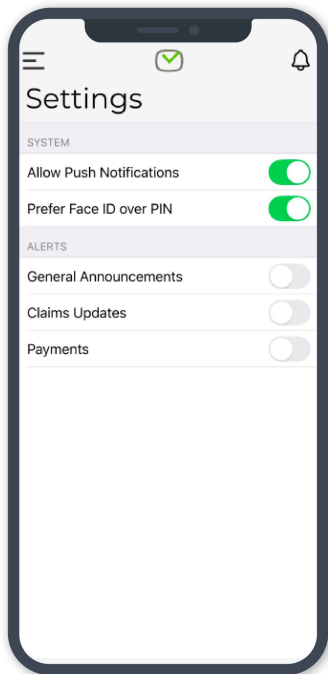 Settings
SYSTEM
Allow Push Notifications
Prefer Face ID over PIN
ALERTS
General Announcements
Claims Updates
Payments